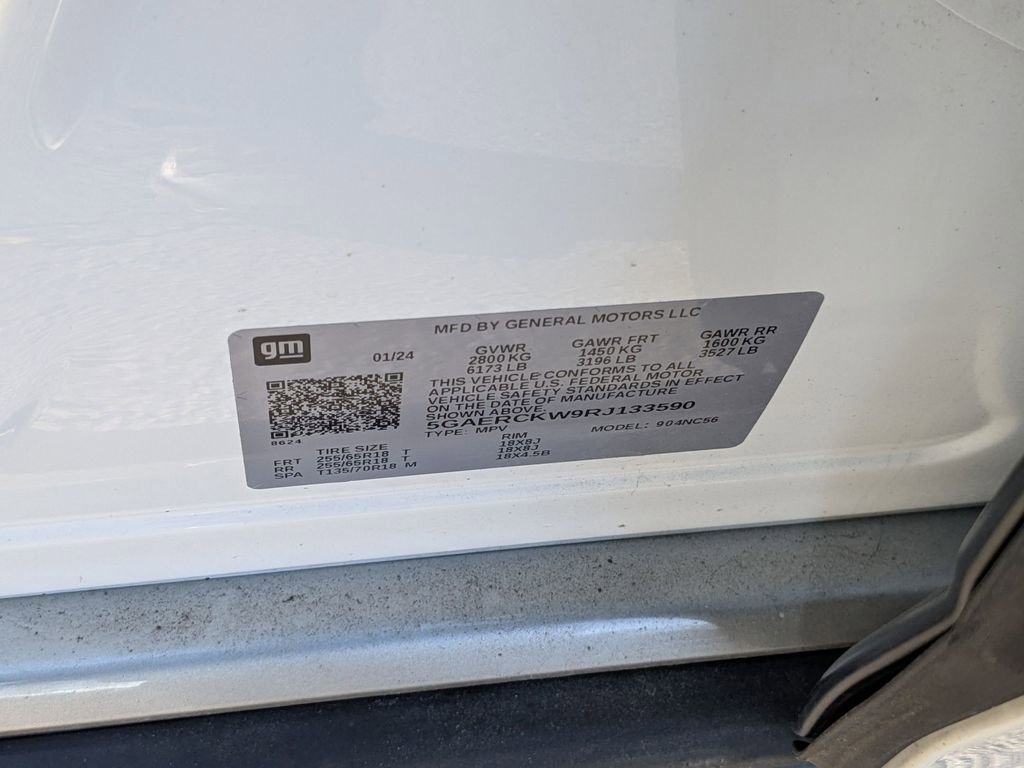 gm
MFD BY GENERAL MOTORS LLC
01/24
GVWR GAWR FRT GAWR RR
2800 KG 1450 KG 1600 KG
6173 LB 3196 LB 3527 LB
THIS VEHICLE CONFORMS TO ALL
APPLICABLE U.S. FEDERAL MOTOR
VEHICLE SAFETY STANDARDS IN EFFECT
ON THE DATE OF MANUFACTURE
SHOWN ABOVE.
5GAERCKW9RJ133590
TYPE: MPV MODEL: 904NC56
8624
TIRE SIZE RIM
FRT 255/65R18 T 18X8J
RR 255/65R18 T 18X8J
SPA T135/70R18 M 18X4.5B